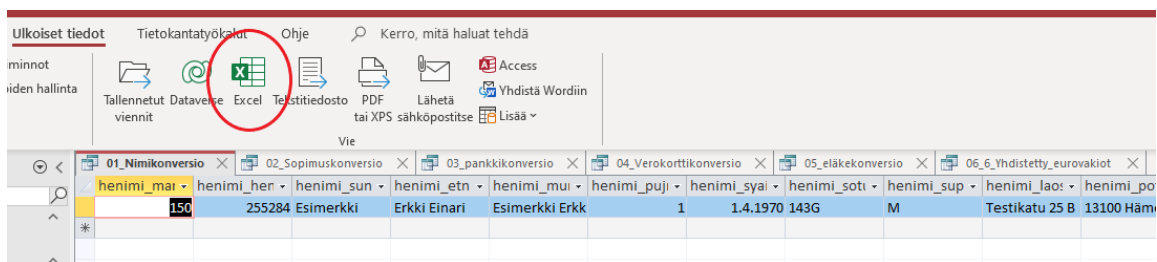 Ulkoiset tiedot Tietokantatyökalut Ohje Kerro, mitä haluat tehdä
minnot
iden hallinta
Tallennetut viennit
Dataverse
Excel
Tekstitiedosto
PDF tai XPS
Lähetä sähköpostitse
Access
Yhdistä Wordiin
Lisää
Vie
01_Nimikonversio 02_Sopimuskonversio 03_pankkikonversio 04_Verokorttikonversio 05_eläkekonversio 06_6_Yhdistetty_eurovakiot
henimi_mar henimi_hen henimi_sun henimi_etn henimi_mui henimi_puji henimi_syai henimi_sotu henimi_sup henimi_laos henimi_po
150 255284 Esimerkki Erkki Einari Esimerkki Erkk 1 1.4.1970 143G M Testikatu 25 B 13100 Häme